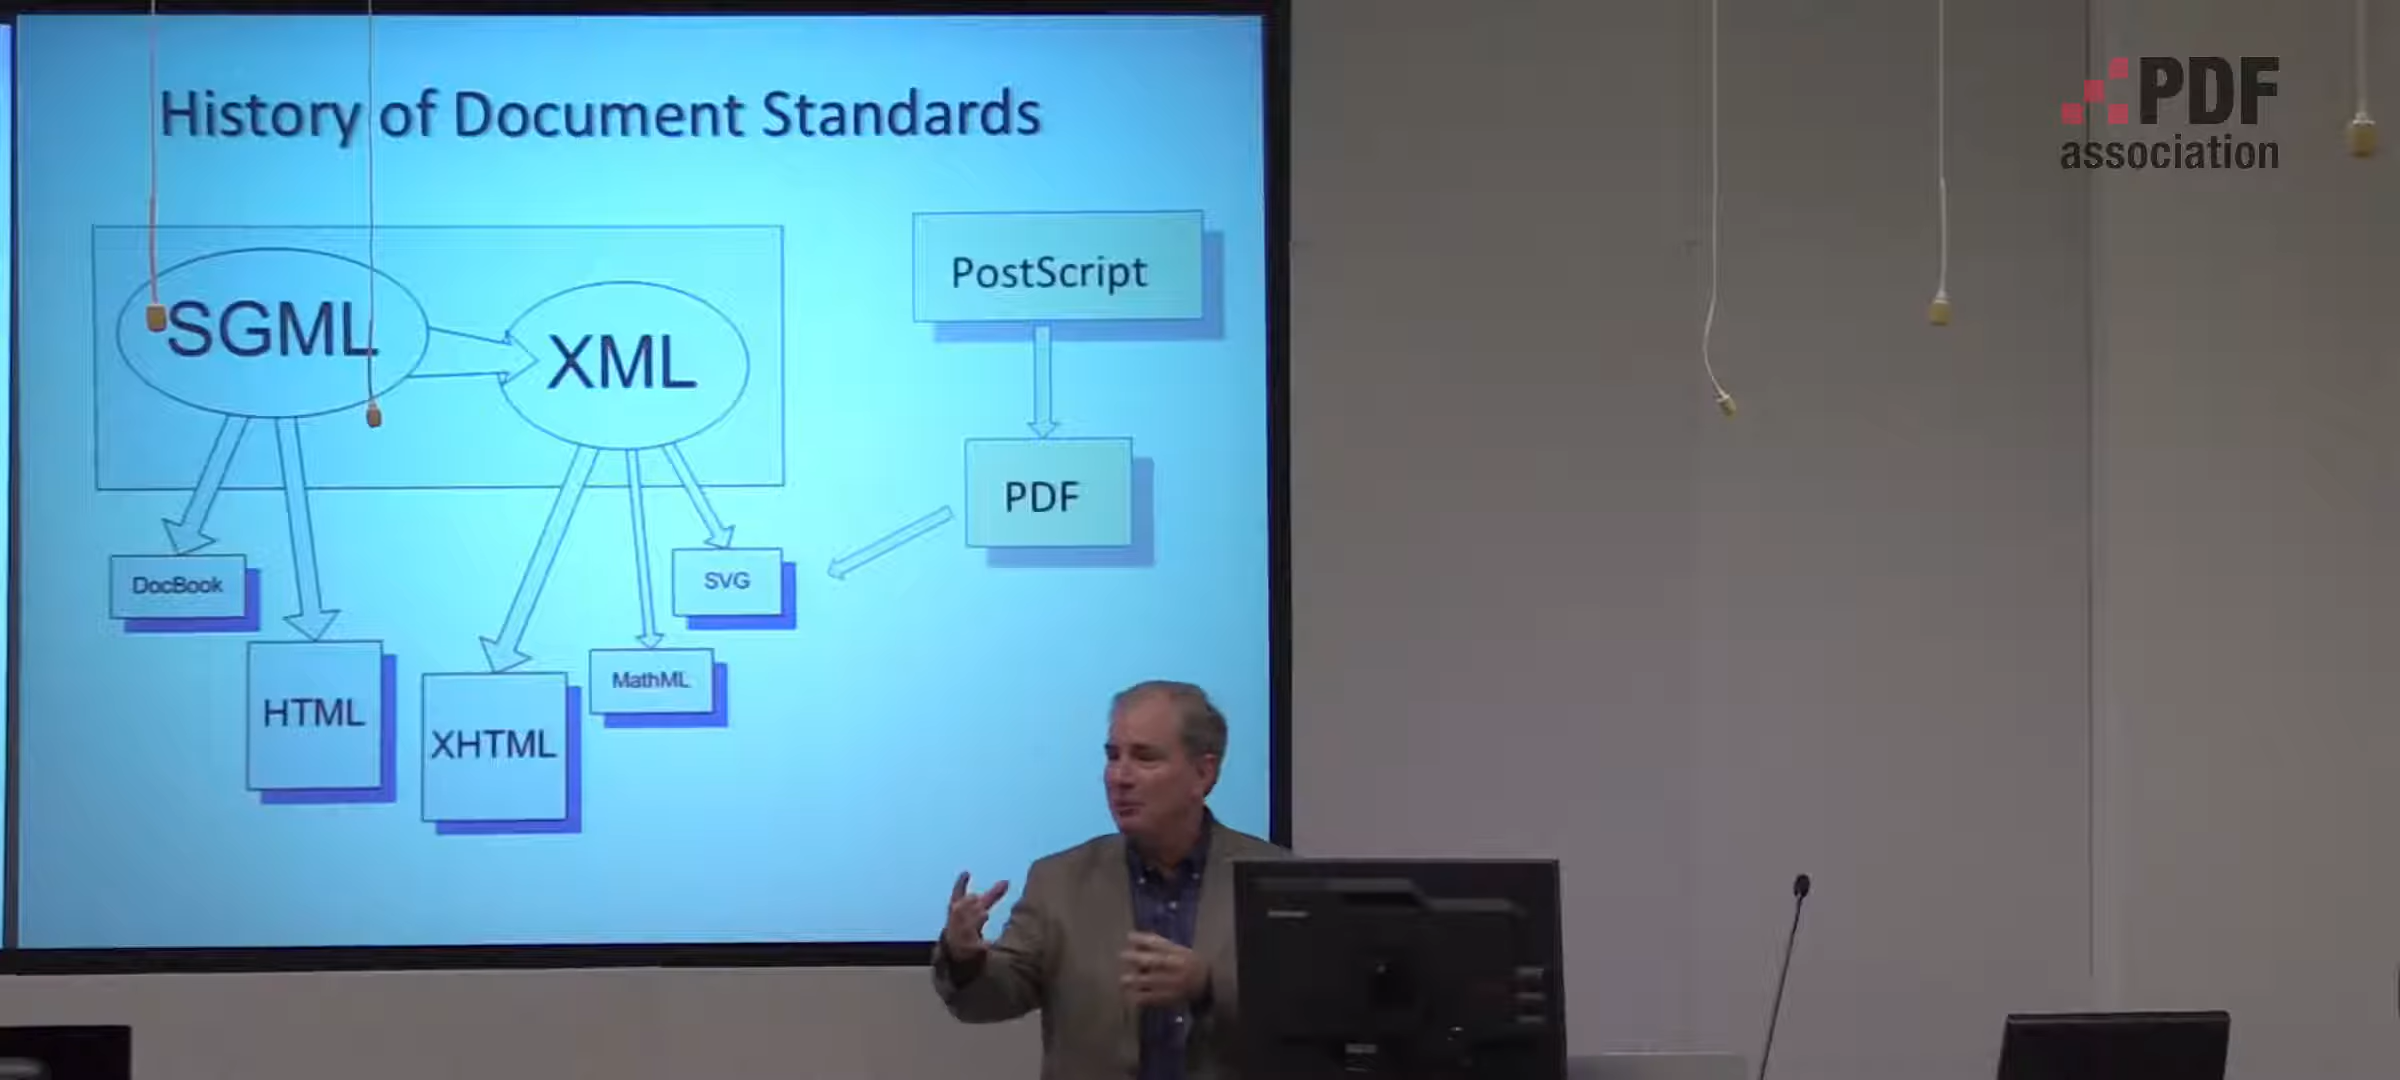 History of Document Standards
SGML
XML
PostScript
PDF
DocBook
SVG
HTML
XHTML
MathML
PDF
association